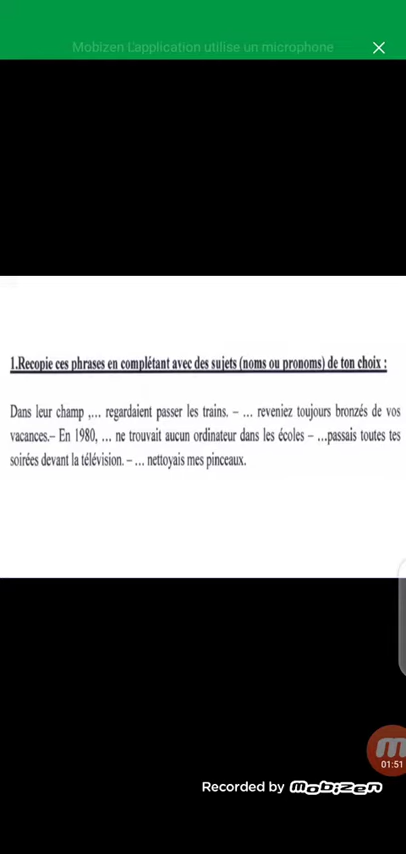 Mobizen L'application utilise un microphone
1.Recopie ces phrases en complétant avec des sujets (noms ou pronoms) de ton choix :
Dans leur champ ,… regardaient passer les trains. – … reveniez toujours bronzés de vos
vacances.– En 1980, … ne trouvait aucun ordinateur dans les écoles – …passais toutes tes
soirées devant la télévision. – … nettoyais mes pinceaux.
01:51
Recorded by mobizen